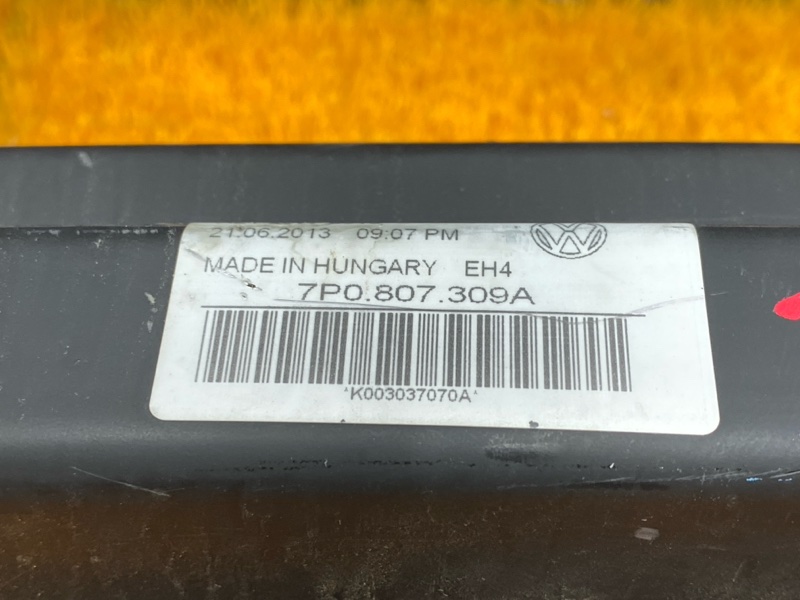 21.06.2013 09:07 PM
MADE IN HUNGARY EH4
7P0.807.309A
*K003037070A*